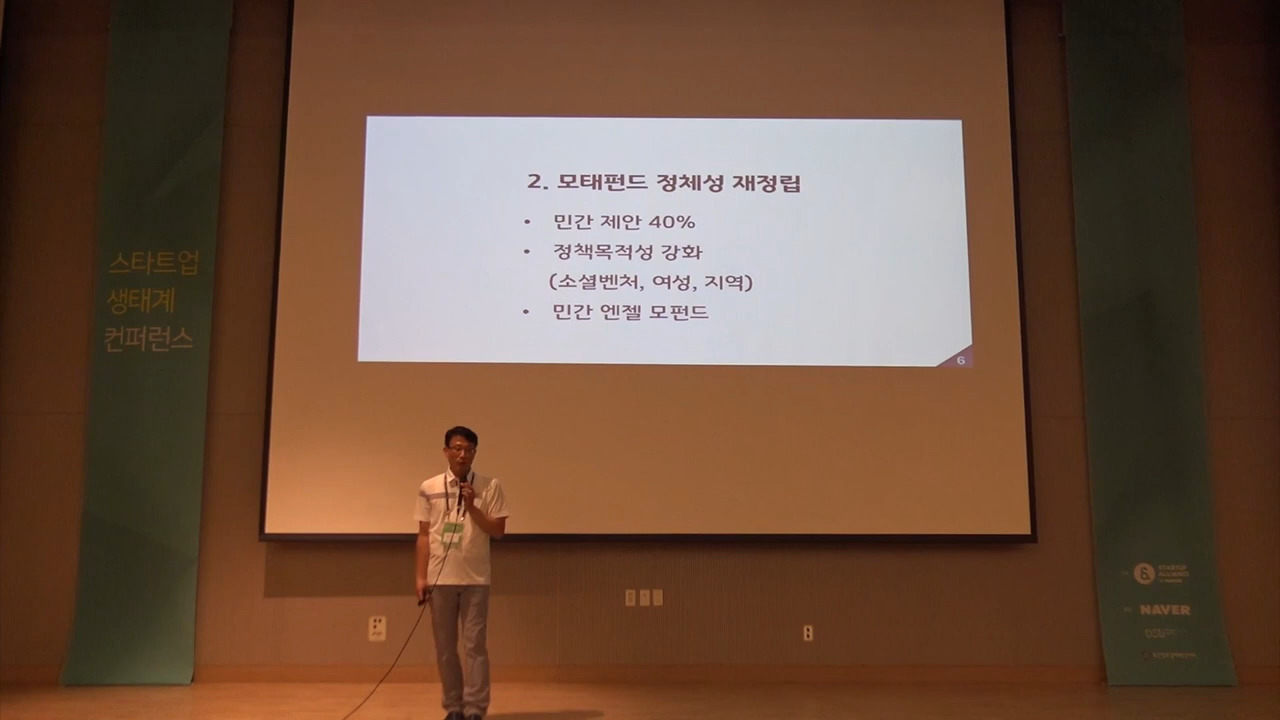 2. 모태펀드 정체성 재정립
• 민간 제안 40%
• 정책목적성 강화
(소셜벤처, 여성, 지역)
• 민간 엔젤 모펀드
6
스타트업
생태계
컨퍼런스
STARTUP
ALLIANCE
NAVER